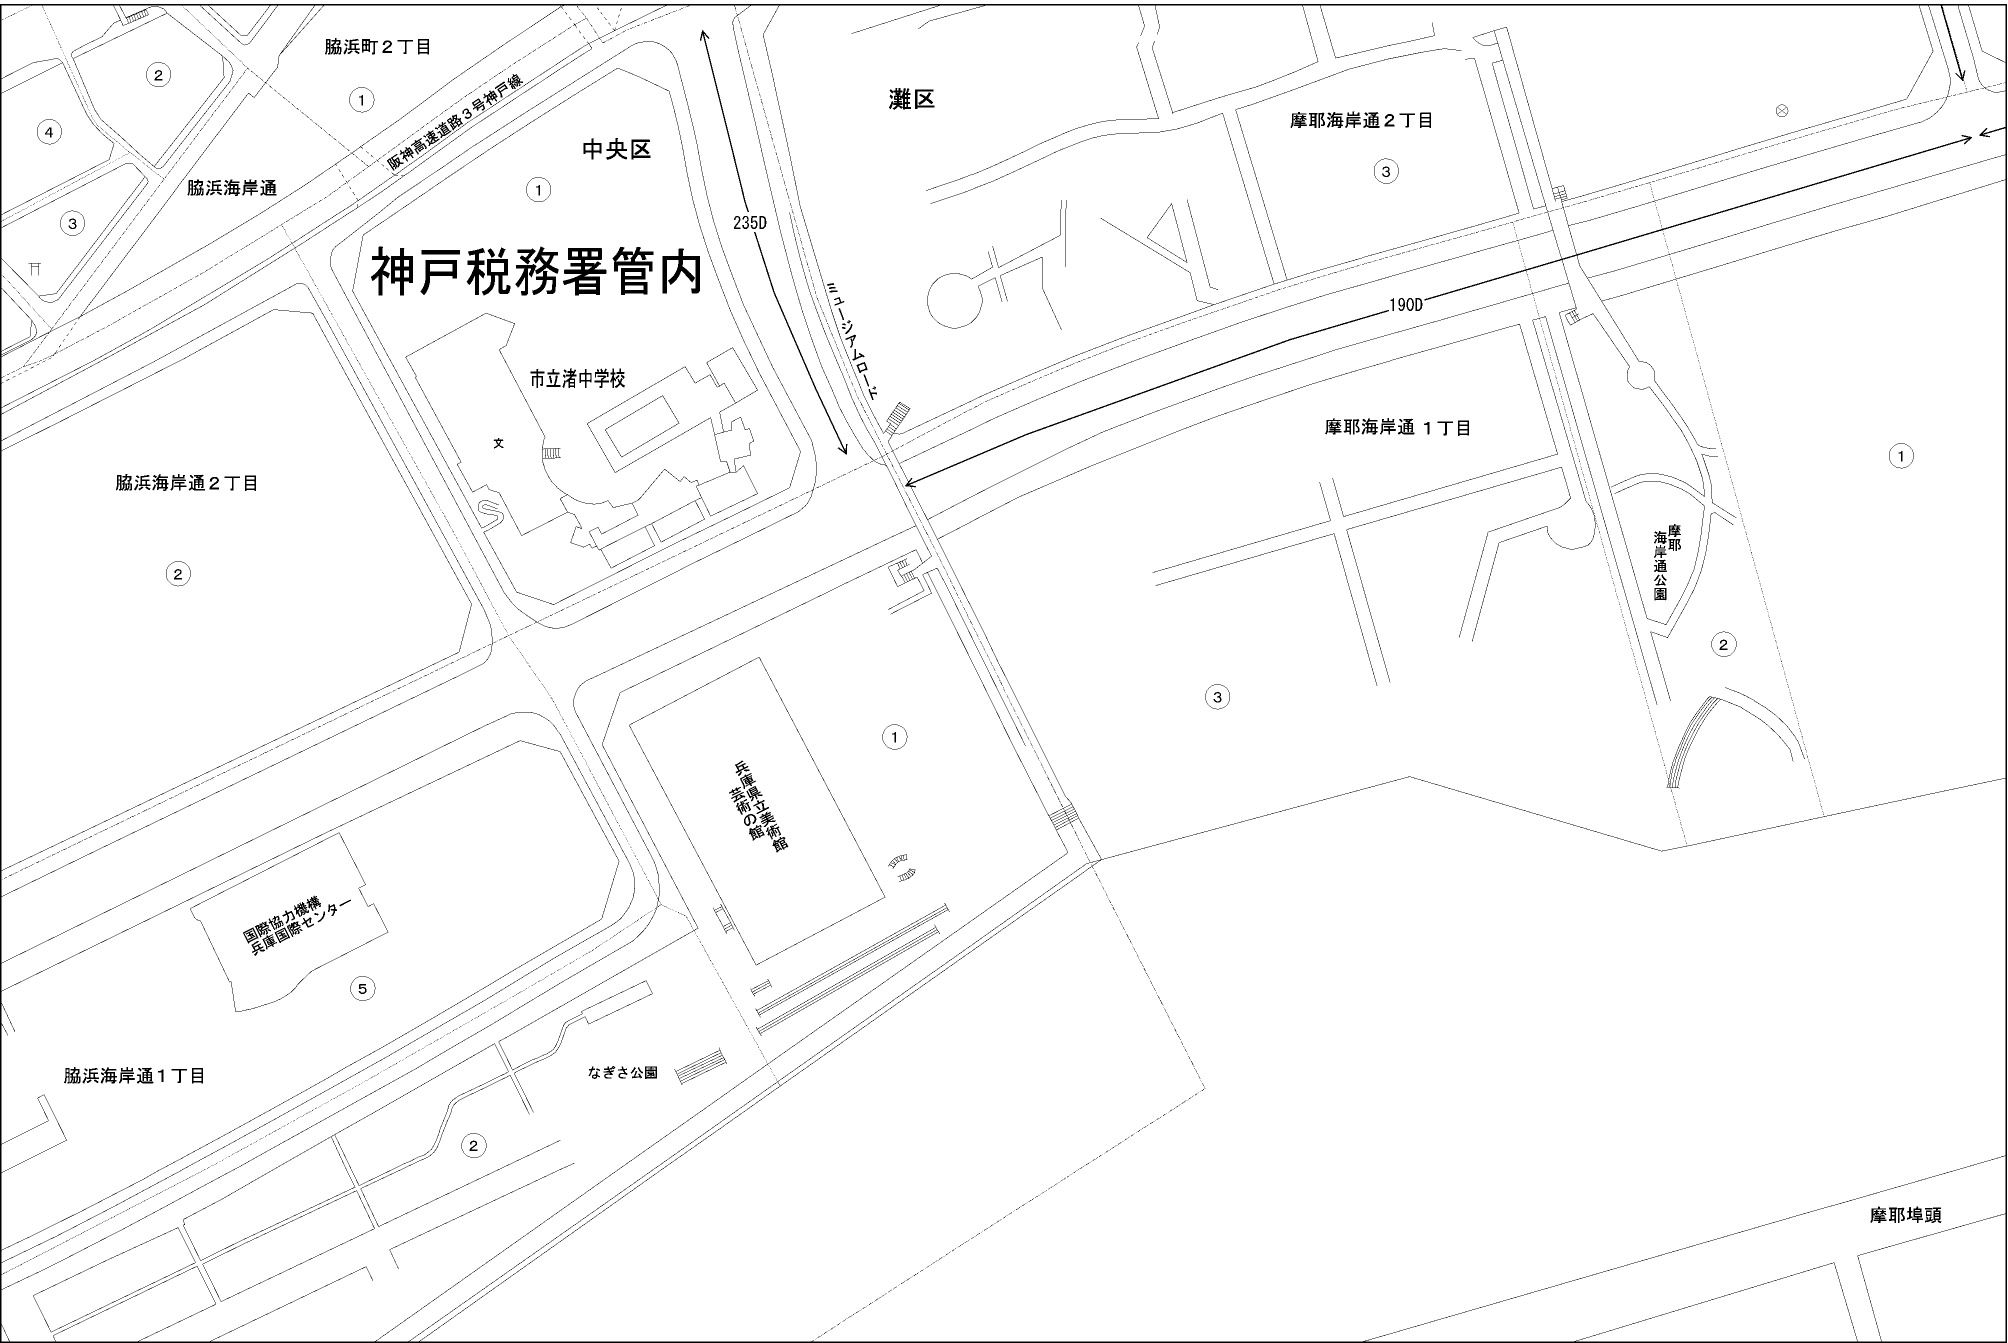 脇浜町２丁目
②
①
阪神高速道路３号神戸線
灘区
④
中央区
摩耶海岸通２丁目
③
脇浜海岸通
①
③
235D
神戸税務署管内
ミュージアムロード
190D
市立渚中学校
文
摩耶海岸通１丁目
①
脇浜海岸通２丁目
②
摩耶
海岸通公園
②
③
①
兵庫県立美術館
芸術の館
国際協力機構
兵庫国際センター
⑤
脇浜海岸通１丁目
なぎさ公園
②
摩耶埠頭